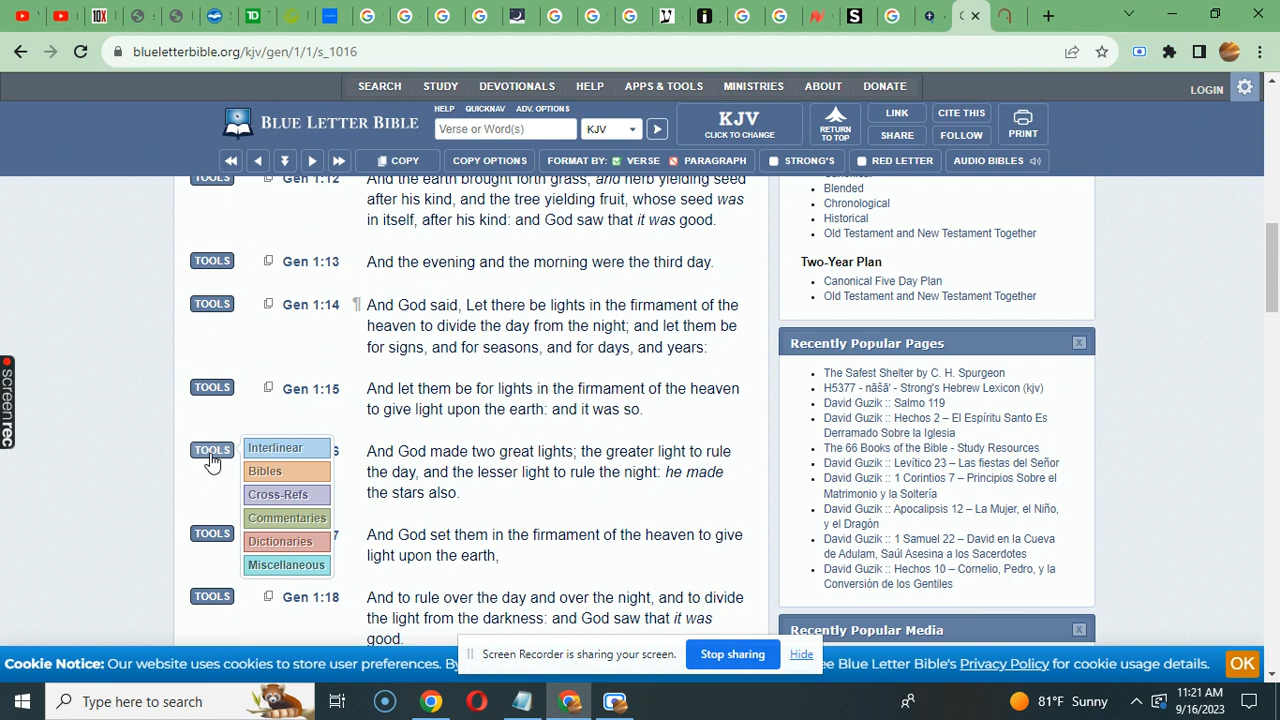 blueletterbible.org/kjv/gen/1/1/s_1016
SEARCH STUDY DEVOTIONALS HELP APPS & TOOLS MINISTRIES ABOUT DONATE
LOGIN
HELP QUICKNAV ADV. OPTIONS
BLUE LETTER BIBLE
Verse or Word(s)
KJV
KJV
CLICK TO CHANGE
RETURN
TO TOP
LINK
CITE THIS
SHARE
FOLLOW
PRINT
COPY
COPY OPTIONS
FORMAT BY: VERSE PARAGRAPH
STRONG'S
RED LETTER
AUDIO BIBLES
TOOLS Gen 1:12 And the earth brought forth grass, and herb yielding seed
after his kind, and the tree yielding fruit, whose seed was
in itself, after his kind: and God saw that it was good.
TOOLS Gen 1:13 And the evening and the morning were the third day.
TOOLS Gen 1:14 ¶ And God said, Let there be lights in the firmament of the
heaven to divide the day from the night; and let them be
for signs, and for seasons, and for days, and years:
TOOLS Gen 1:15 And let them be for lights in the firmament of the heaven
to give light upon the earth: and it was so.
TOOLS 6 And God made two great lights; the greater light to rule
the day, and the lesser light to rule the night: he made
the stars also.
Interlinear
Bibles
Cross-Refs
Commentaries
Dictionaries
Miscellaneous
TOOLS 7 And God set them in the firmament of the heaven to give
light upon the earth,
TOOLS Gen 1:18 And to rule over the day and over the night, and to divide
the light from the darkness: and God saw that it was
good.
Blended
Chronological
Historical
Old Testament and New Testament Together
Two-Year Plan
Canonical Five Day Plan
Old Testament and New Testament Together
Recently Popular Pages
The Safest Shelter by C. H. Spurgeon
H5377 - nāšā' - Strong's Hebrew Lexicon (kjv)
David Guzik :: Salmo 119
David Guzik :: Hechos 2 – El Espíritu Santo Es
Derramado Sobre la Iglesia
The 66 Books of the Bible - Study Resources
David Guzik :: Levítico 23 – Las fiestas del Señor
David Guzik :: 1 Corintios 7 – Principios Sobre el
Matrimonio y la Soltería
David Guzik :: Apocalipsis 12 – La Mujer, el Niño,
y el Dragón
David Guzik :: 1 Samuel 22 – David en la Cueva
de Adulam, Saúl Asesina a los Sacerdotes
David Guzik :: Hechos 10 – Cornelio, Pedro, y la
Conversión de los Gentiles
Recently Popular Media
screenrec
Screen Recorder is sharing your screen. Stop sharing Hide
Cookie Notice: Our website uses cookies to store user preferences. By
ee Blue Letter Bible's Privacy Policy for cookie usage details. OK
Type here to search
81°F Sunny
11:21 AM
9/16/2023